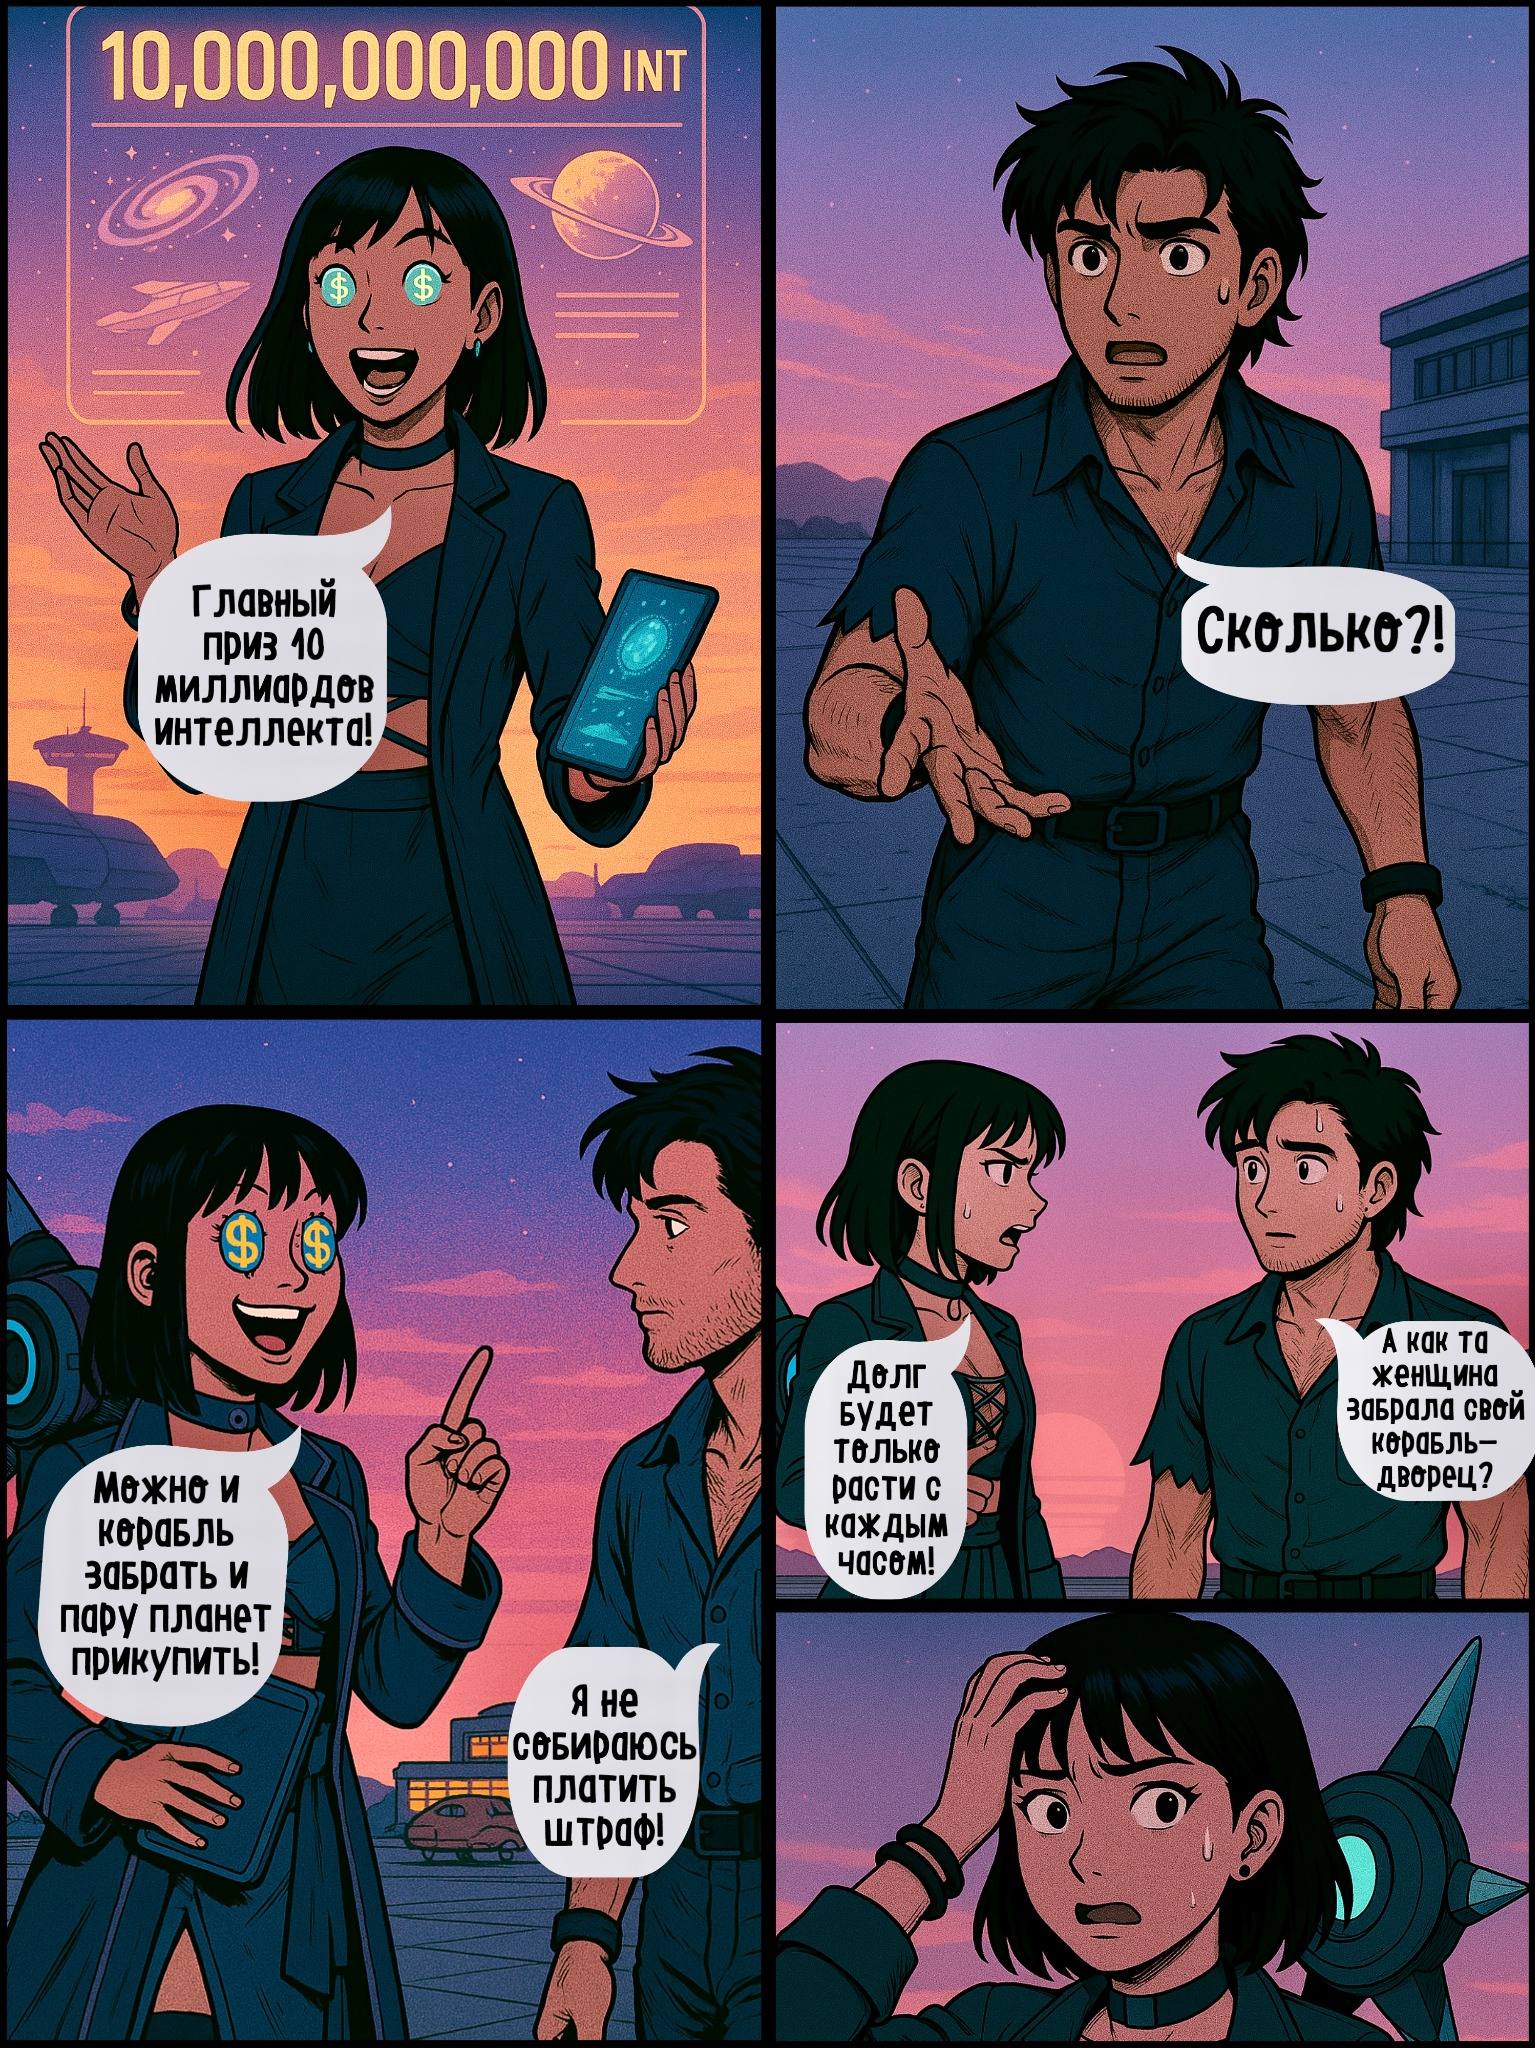 10,000,000,000 INT
$ $
Главный
приз 10
миллиардов
интеллекта!
Сколько?!
$ $
Можно и
корабль
забрать и
пару планет
прикупить!
Я не
собираюсь
платить
штраф!
Долг
будет
только
расти с
каждым
часом!
А как та
женщина
забрала свой
корабль-
дворец?